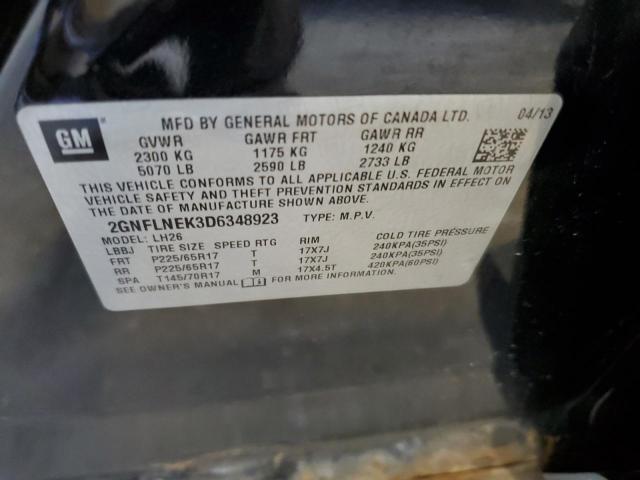 GM
MFD BY GENERAL MOTORS OF CANADA LTD. 04/13
GVWR GAWR FRT GAWR RR
2300 KG 1175 KG 1240 KG
5070 LB 2590 LB 2733 LB
THIS VEHICLE CONFORMS TO ALL APPLICABLE U.S. FEDERAL MOTOR
VEHICLE SAFETY AND THEFT PREVENTION STANDARDS IN EFFECT ON
THE DATE OF MANUFACTURE SHOWN ABOVE.
2GNFLNEK3D6348923 TYPE: M.P.V.
MODEL: LH26
LBBJ TIRE SIZE SPEED RTG RIM COLD TIRE PRESSURE
FRT P225/65R17 T 17X7J 240KPA(35PSI)
RR P225/65R17 T 17X7J 240KPA(35PSI)
SPA T145/70R17 M 17X4.5T 420KPA(60PSI)
SEE OWNER'S MANUAL FOR MORE INFORMATION.